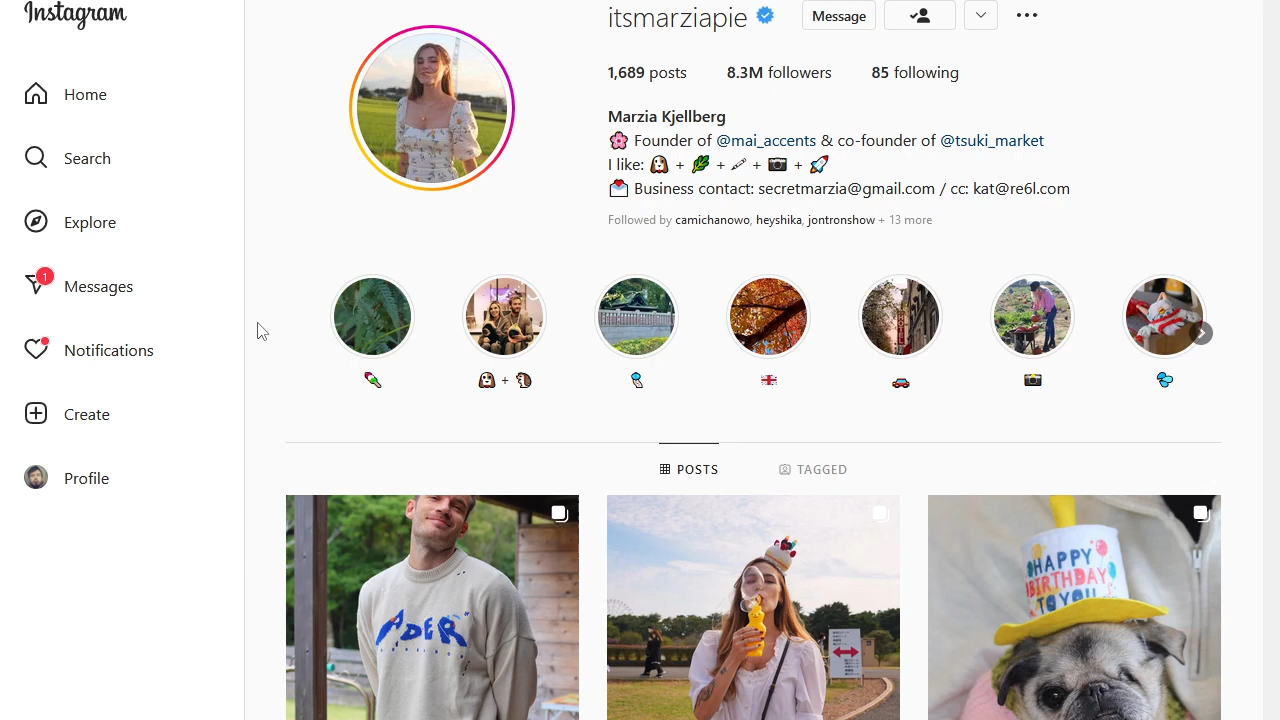 Instagram
Home
Search
Explore
1
Messages
Notifications
Create
Profile
itsmarziapie
Message
1,689 posts 8.3M followers 85 following
Marzia Kjellberg
🌸 Founder of @mai_accents & co-founder of @tsuki_market
I like: 🐶 + 🌿 + 🖊 + 📷 + 🚀
💌 Business contact: secretmarzia@gmail.com / cc: kat@re6l.com
Followed by camichanowo, heyshika, jontronshow + 13 more
+
POSTS TAGGED
ADER
HAPPY
BIRTHDAY
TO YOU